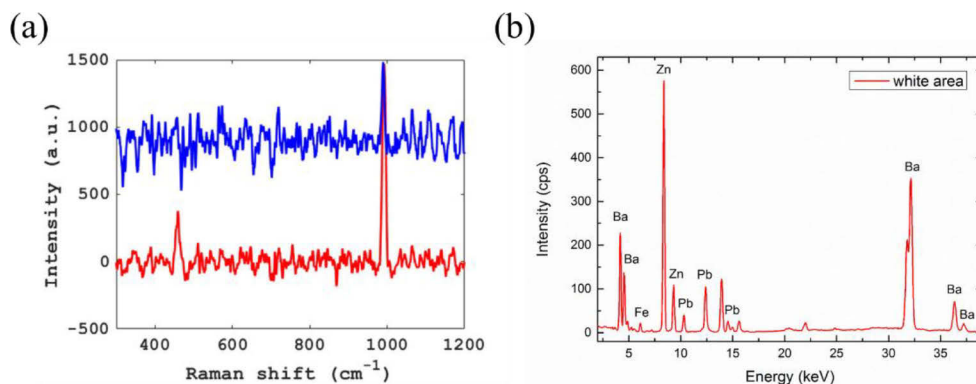 (a)
(b)
1500
1000
500
0
-500
400
600
800
1000
1200
Intensity (a.u.)
Raman shift (cm⁻¹)
600
500
400
300
200
100
0
5
10
15
20
25
30
35
Intensity (cps)
Energy (keV)
white area
Zn
Ba
Ba
Fe
Zn
Pb
Pb
Pb
Ba
Ba
Ba